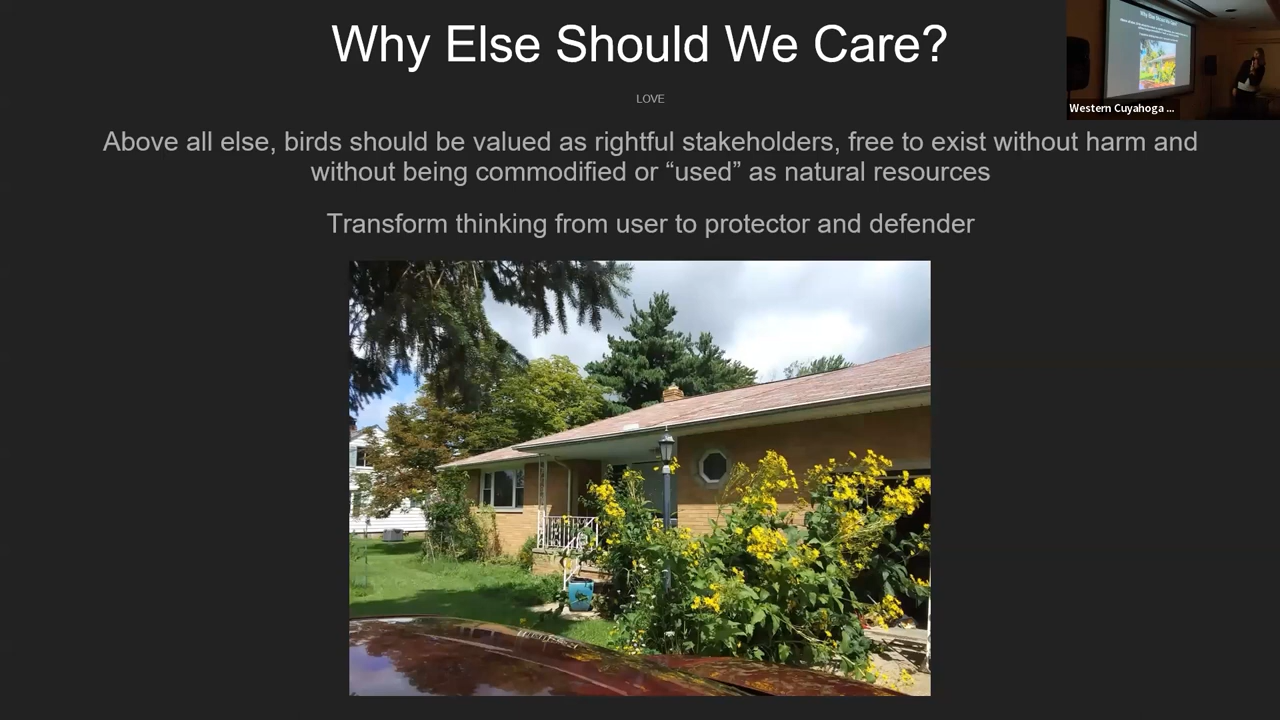 Why Else Should We Care?
LOVE
Above all else, birds should be valued as rightful stakeholders, free to exist without harm and
without being commodified or “used” as natural resources
Transform thinking from user to protector and defender
Western Cuyahoga ...